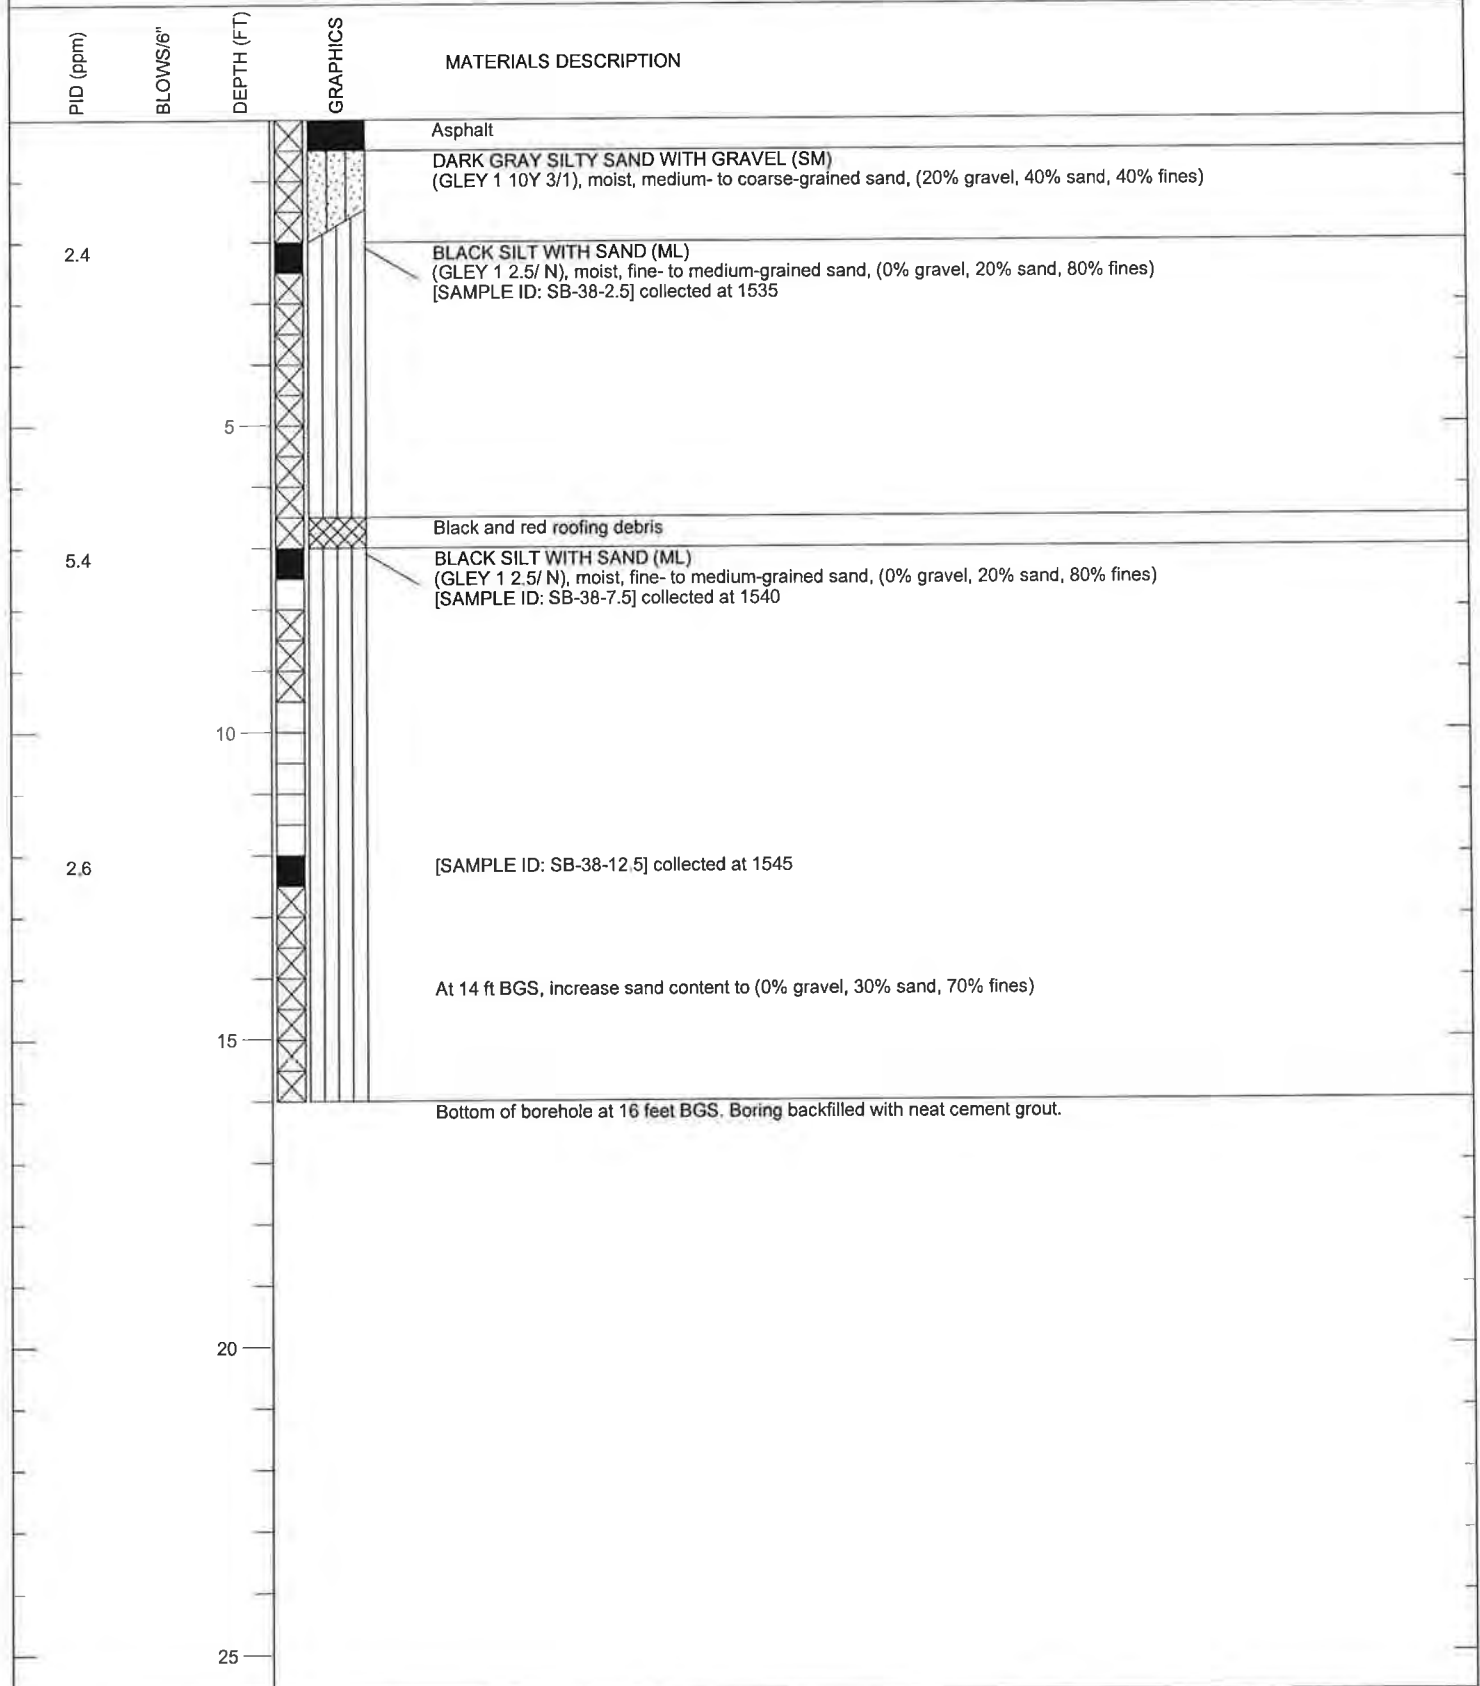 PID (ppm)
BLOWS/6"
DEPTH (FT)
GRAPHICS
MATERIALS DESCRIPTION
Asphalt
DARK GRAY SILTY SAND WITH GRAVEL (SM)
(GLEY 1 10Y 3/1), moist, medium- to coarse-grained sand, (20% gravel, 40% sand, 40% fines)
2.4
BLACK SILT WITH SAND (ML)
(GLEY 1 2.5/ N), moist, fine- to medium-grained sand, (0% gravel, 20% sand, 80% fines)
[SAMPLE ID: SB-38-2.5] collected at 1535
5
Black and red roofing debris
5.4
BLACK SILT WITH SAND (ML)
(GLEY 1 2.5/ N), moist, fine- to medium-grained sand, (0% gravel, 20% sand, 80% fines)
[SAMPLE ID: SB-38-7.5] collected at 1540
10
2.6
[SAMPLE ID: SB-38-12.5] collected at 1545
At 14 ft BGS, increase sand content to (0% gravel, 30% sand, 70% fines)
15
Bottom of borehole at 16 feet BGS. Boring backfilled with neat cement grout.
20
25